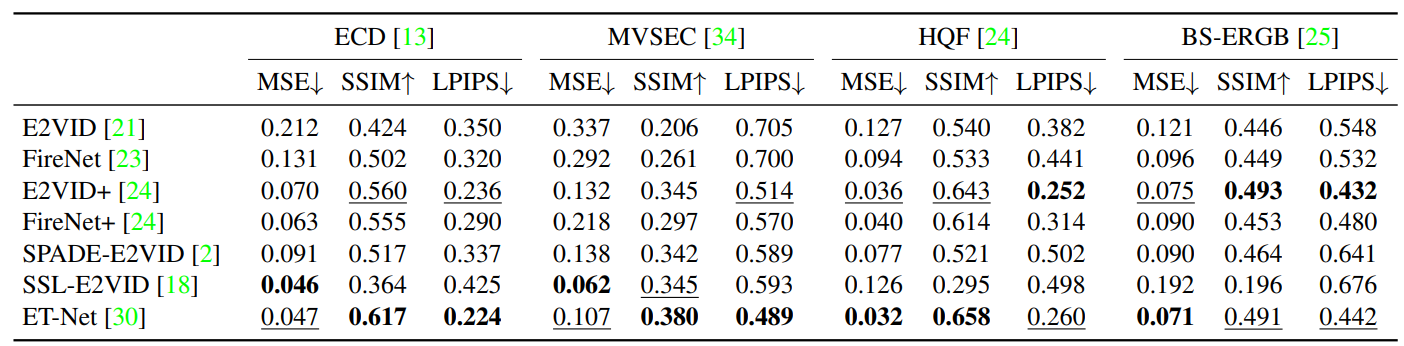 ECD [13] MVSEC [34] HQF [24] BS-ERGB [25]
MSE↓ SSIM↑ LPIPS↓ MSE↓ SSIM↑ LPIPS↓ MSE↓ SSIM↑ LPIPS↓ MSE↓ SSIM↑ LPIPS↓
E2VID [21] 0.212 0.424 0.350 0.337 0.206 0.705 0.127 0.540 0.382 0.121 0.446 0.548
FireNet [23] 0.131 0.502 0.320 0.292 0.261 0.700 0.094 0.533 0.441 0.096 0.449 0.532
E2VID+ [24] 0.070 0.560 0.236 0.132 0.345 0.514 0.036 0.643 0.252 0.075 0.493 0.432
FireNet+ [24] 0.063 0.555 0.290 0.218 0.297 0.570 0.040 0.614 0.314 0.090 0.453 0.480
SPADE-E2VID [2] 0.091 0.517 0.337 0.138 0.342 0.589 0.077 0.521 0.502 0.090 0.464 0.641
SSL-E2VID [18] 0.046 0.364 0.425 0.062 0.345 0.593 0.126 0.295 0.498 0.192 0.196 0.676
ET-Net [30] 0.047 0.617 0.224 0.107 0.380 0.489 0.032 0.658 0.260 0.071 0.491 0.442